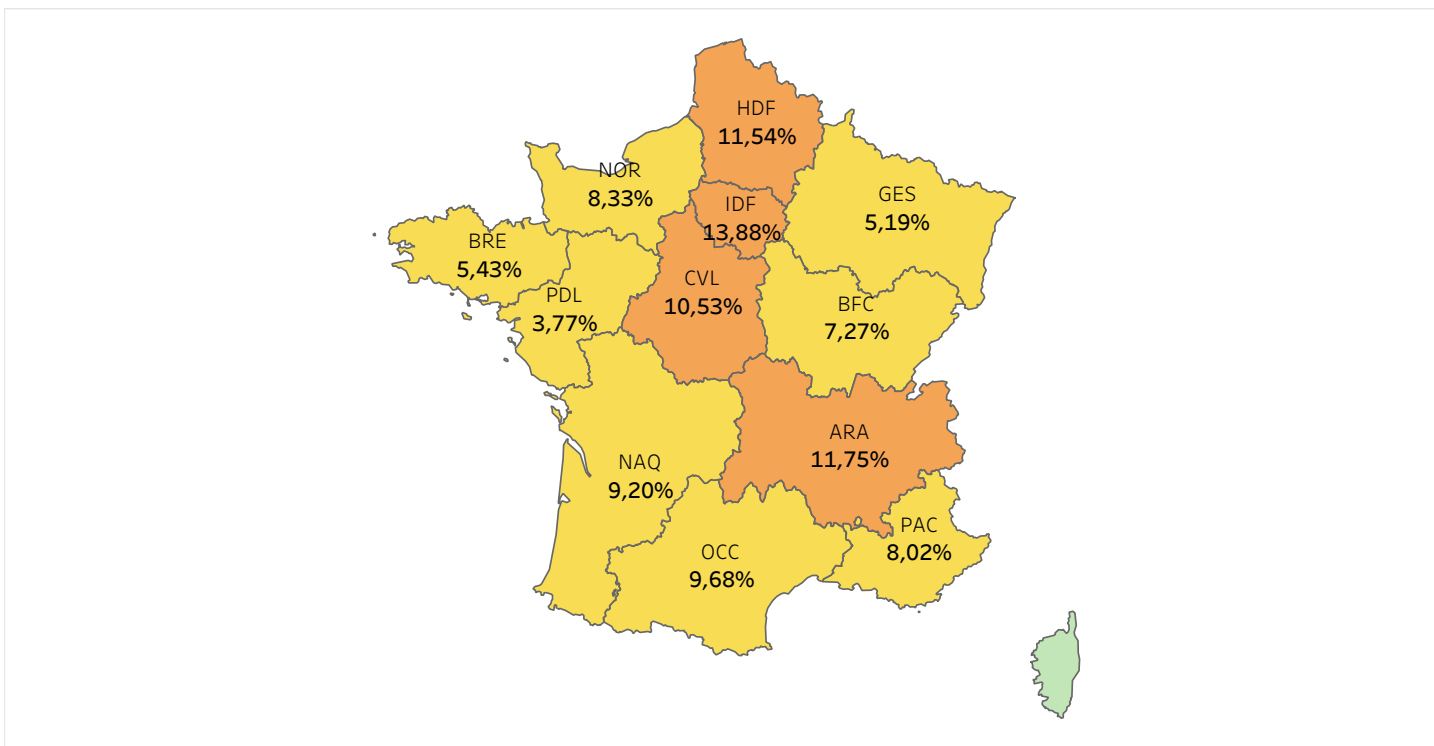 HDF
11,54%
NOR
8,33%
IDF
13,88%
GES
5,19%
BRE
5,43%
CVL
10,53%
PDL
3,77%
BFC
7,27%
ARA
11,75%
NAQ
9,20%
PAC
8,02%
OCC
9,68%